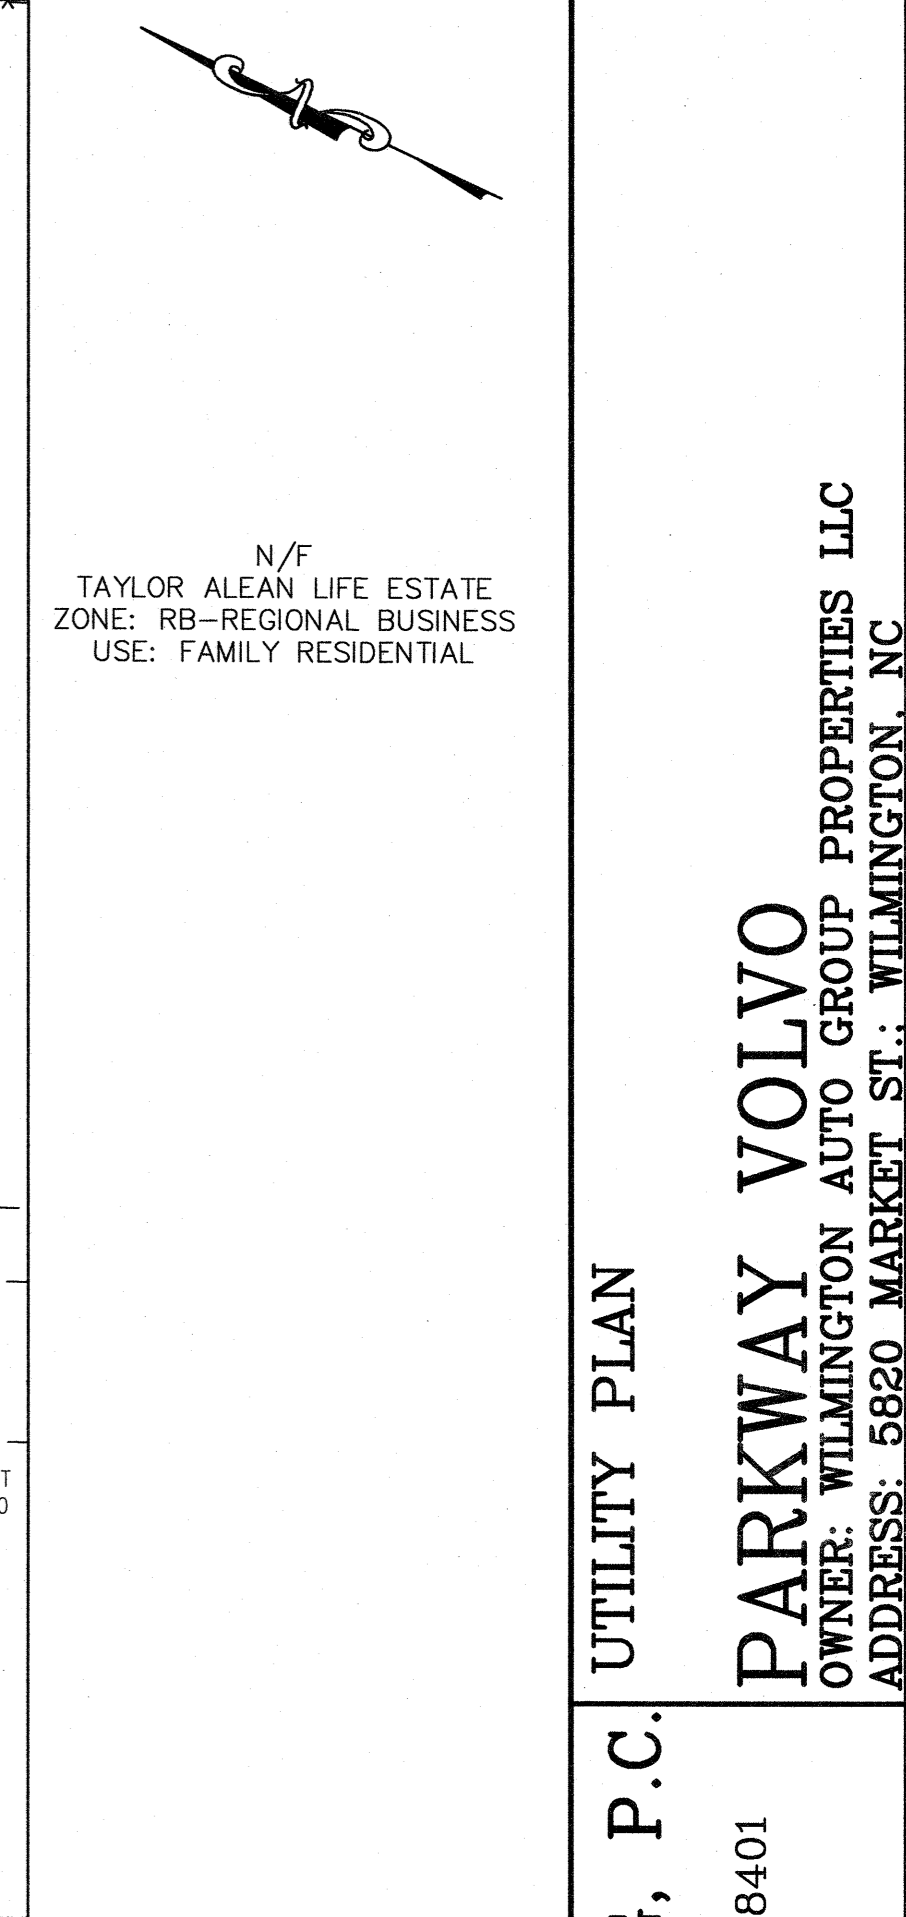 N/F
TAYLOR ALEAN LIFE ESTATE
ZONE: RB-REGIONAL BUSINESS
USE: FAMILY RESIDENTIAL
T
0
UTILITY PLAN
PARKWAY VOLVO
OWNER: WILMINGTON AUTO GROUP PROPERTIES LLC
ADDRESS: 5820 MARKET ST.; WILMINGTON, NC
, P.C.
8401